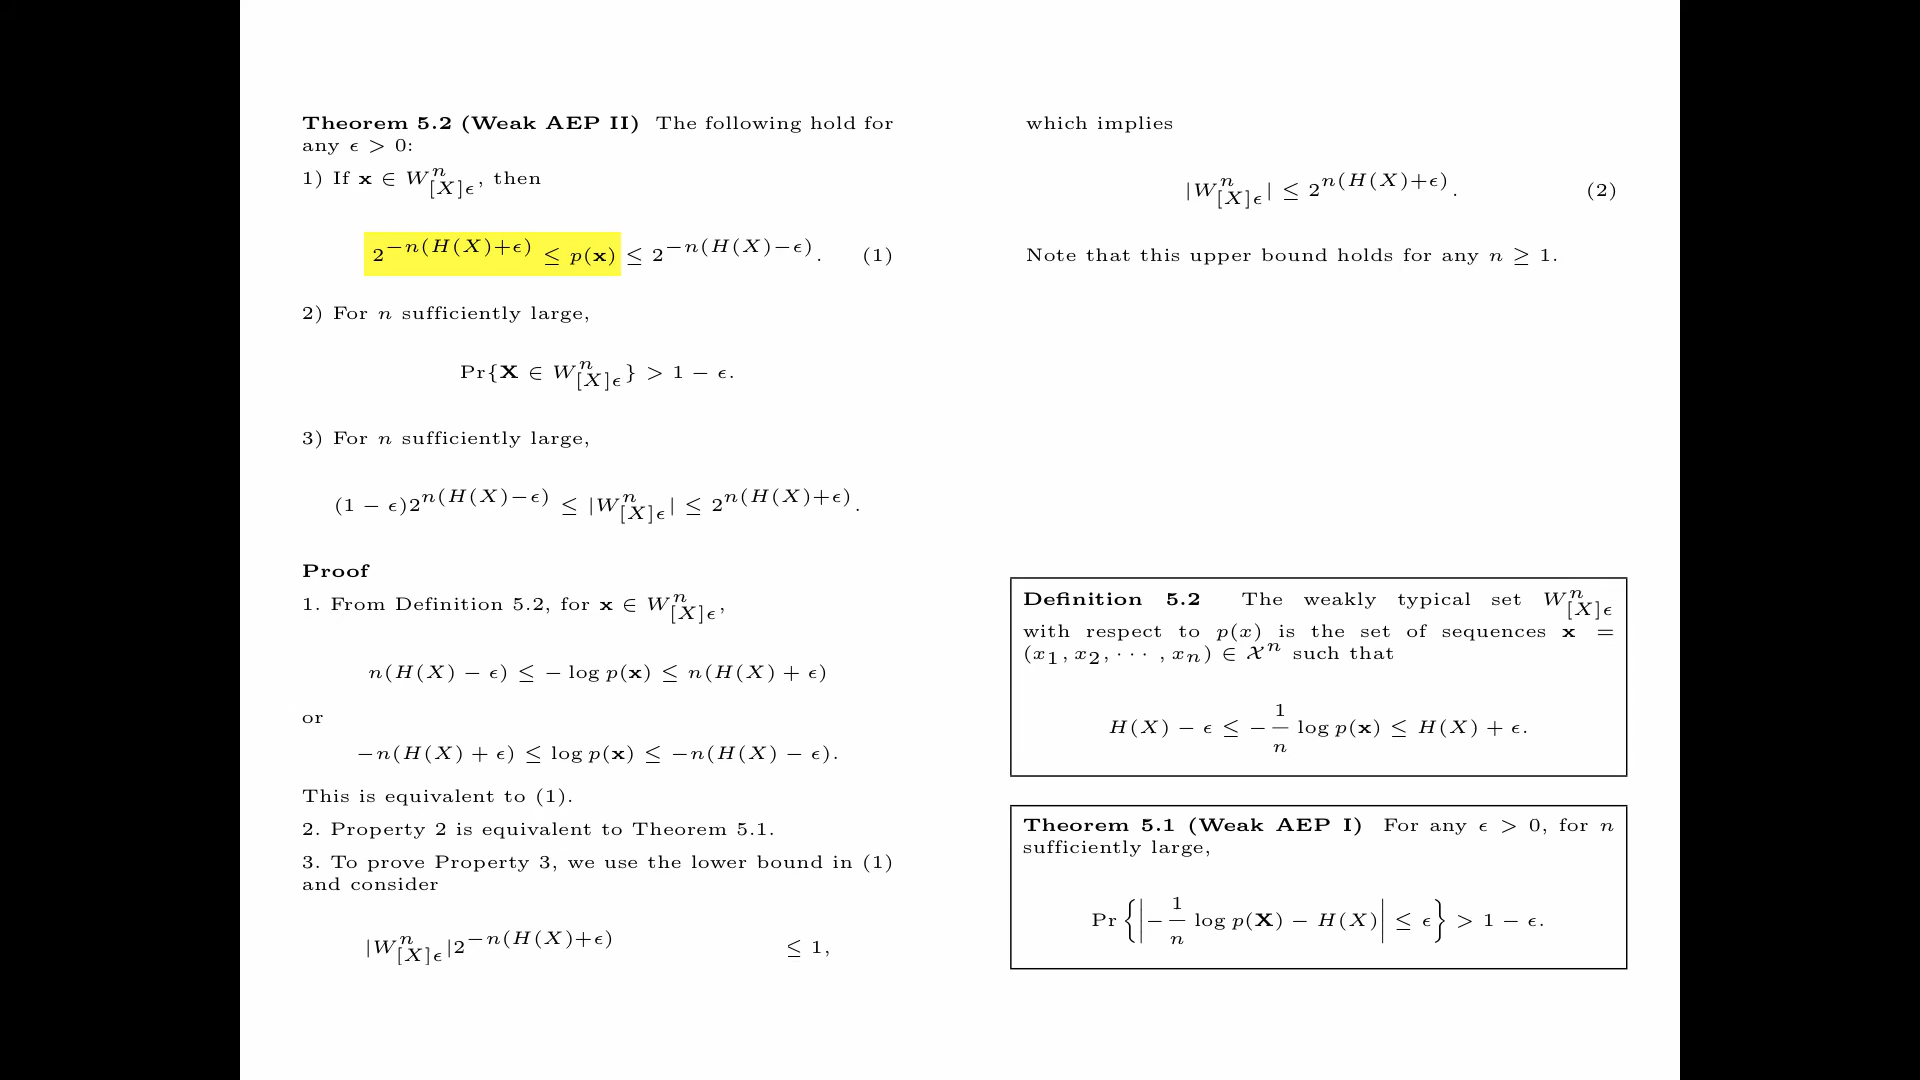 Theorem 5.2 (Weak AEP II) The following hold for
any ϵ > 0:
1) If x ∈ W^n_{[X]ϵ}, then
2^{−n(H(X)+ϵ)} ≤ p(x) ≤ 2^{−n(H(X)−ϵ)}. (1)
2) For n sufficiently large,
Pr{X ∈ W^n_{[X]ϵ}} > 1 − ϵ.
3) For n sufficiently large,
(1 − ϵ)2^{n(H(X)−ϵ)} ≤ |W^n_{[X]ϵ}| ≤ 2^{n(H(X)+ϵ)}.
Proof
1. From Definition 5.2, for x ∈ W^n_{[X]ϵ},
n(H(X) − ϵ) ≤ − log p(x) ≤ n(H(X) + ϵ)
or
−n(H(X) + ϵ) ≤ log p(x) ≤ −n(H(X) − ϵ).
This is equivalent to (1).
2. Property 2 is equivalent to Theorem 5.1.
3. To prove Property 3, we use the lower bound in (1)
and consider
|W^n_{[X]ϵ}|2^{−n(H(X)+ϵ)} ≤ 1,
which implies
|W^n_{[X]ϵ}| ≤ 2^{n(H(X)+ϵ)}. (2)
Note that this upper bound holds for any n ≥ 1.
Definition 5.2 The weakly typical set W^n_{[X]ϵ}
with respect to p(x) is the set of sequences x =
(x_1, x_2, · · · , x_n) ∈ 𝒳^n such that
H(X) − ϵ ≤ −\frac{1}{n} log p(x) ≤ H(X) + ϵ.
Theorem 5.1 (Weak AEP I) For any ϵ > 0, for n
sufficiently large,
Pr {|−\frac{1}{n} log p(X) − H(X)| ≤ ϵ} > 1 − ϵ.